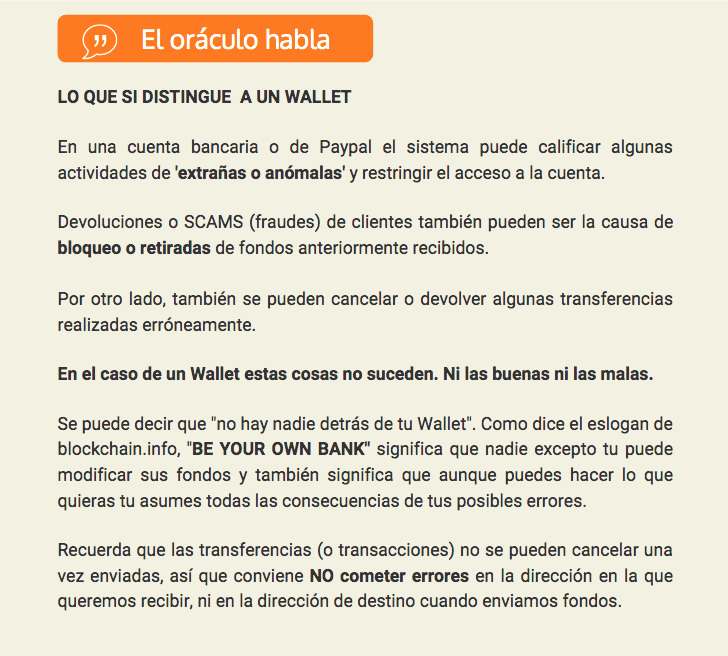 El oráculo habla
LO QUE SI DISTINGUE A UN WALLET
En una cuenta bancaria o de Paypal el sistema puede calificar algunas
actividades de 'extrañas o anómalas' y restringir el acceso a la cuenta.
Devoluciones o SCAMS (fraudes) de clientes también pueden ser la causa de
bloqueo o retiradas de fondos anteriormente recibidos.
Por otro lado, también se pueden cancelar o devolver algunas transferencias
realizadas erróneamente.
En el caso de un Wallet estas cosas no suceden. Ni las buenas ni las malas.
Se puede decir que "no hay nadie detrás de tu Wallet". Como dice el eslogan de
blockchain.info, "BE YOUR OWN BANK" significa que nadie excepto tu puede
modificar sus fondos y también significa que aunque puedes hacer lo que
quieras tu asumes todas las consecuencias de tus posibles errores.
Recuerda que las transferencias (o transacciones) no se pueden cancelar una
vez enviadas, así que conviene NO cometer errores en la dirección en la que
queremos recibir, ni en la dirección de destino cuando enviamos fondos.